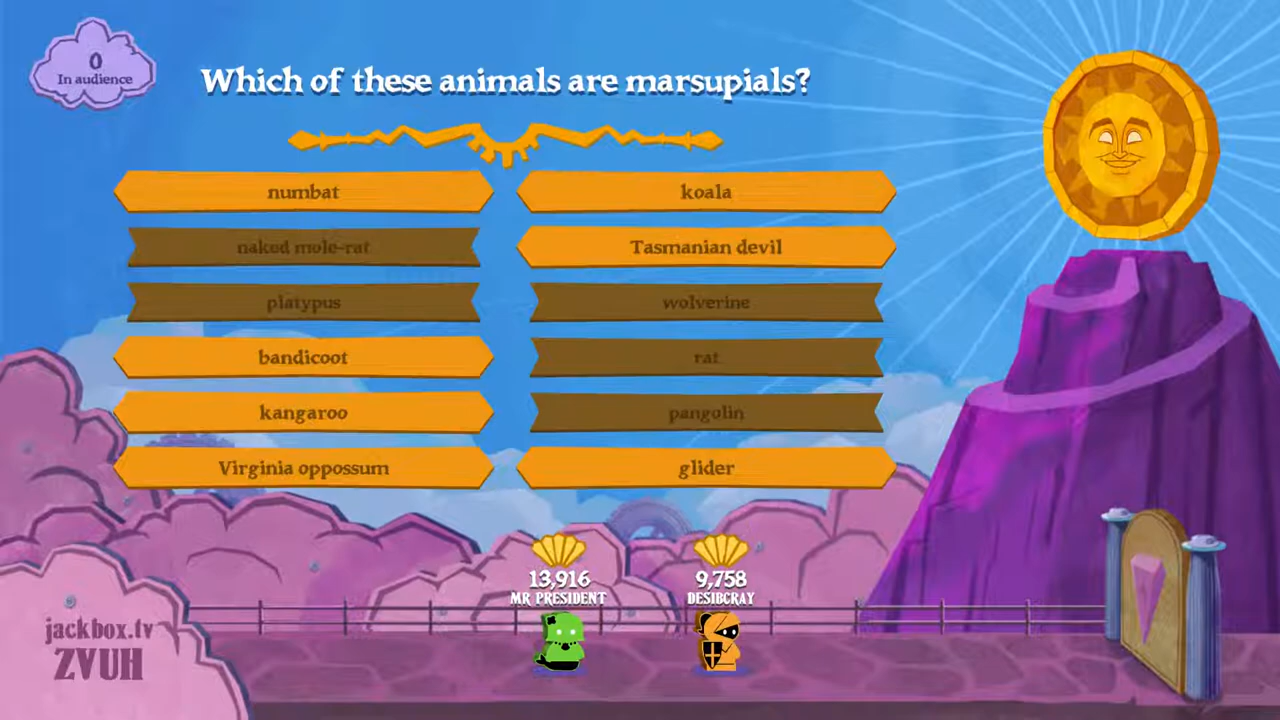 0
In audience
Which of these animals are marsupials?
numbat
koala
naked mole-rat
Tasmanian devil
platypus
wolverine
bandicoot
rat
kangaroo
pangolin
Virginia oppossum
glider
13,916
MR PRESIDENT
9,758
DESIBCRAY
jackbox.tv
ZVUH